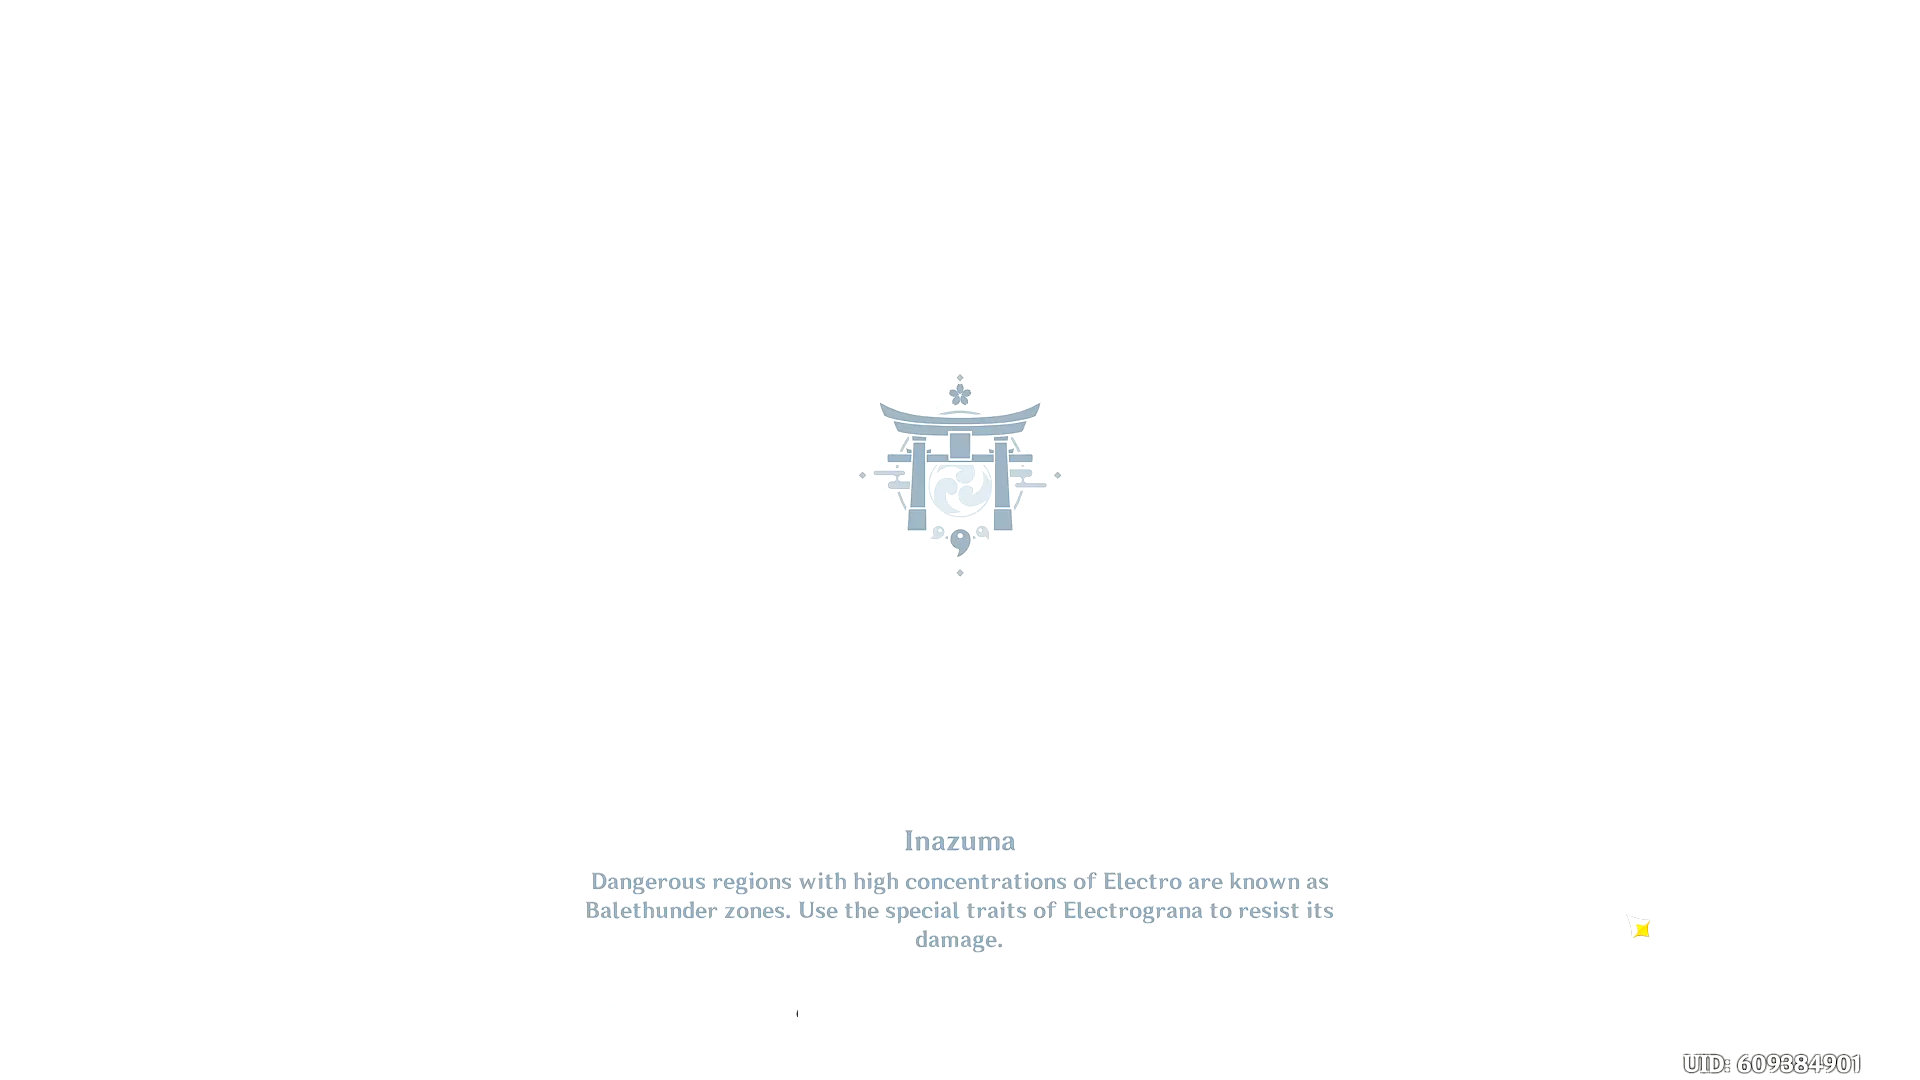 Inazuma
Dangerous regions with high concentrations of Electro are known as
Balethunder zones. Use the special traits of Electrograna to resist its
damage.
UID: 609384901